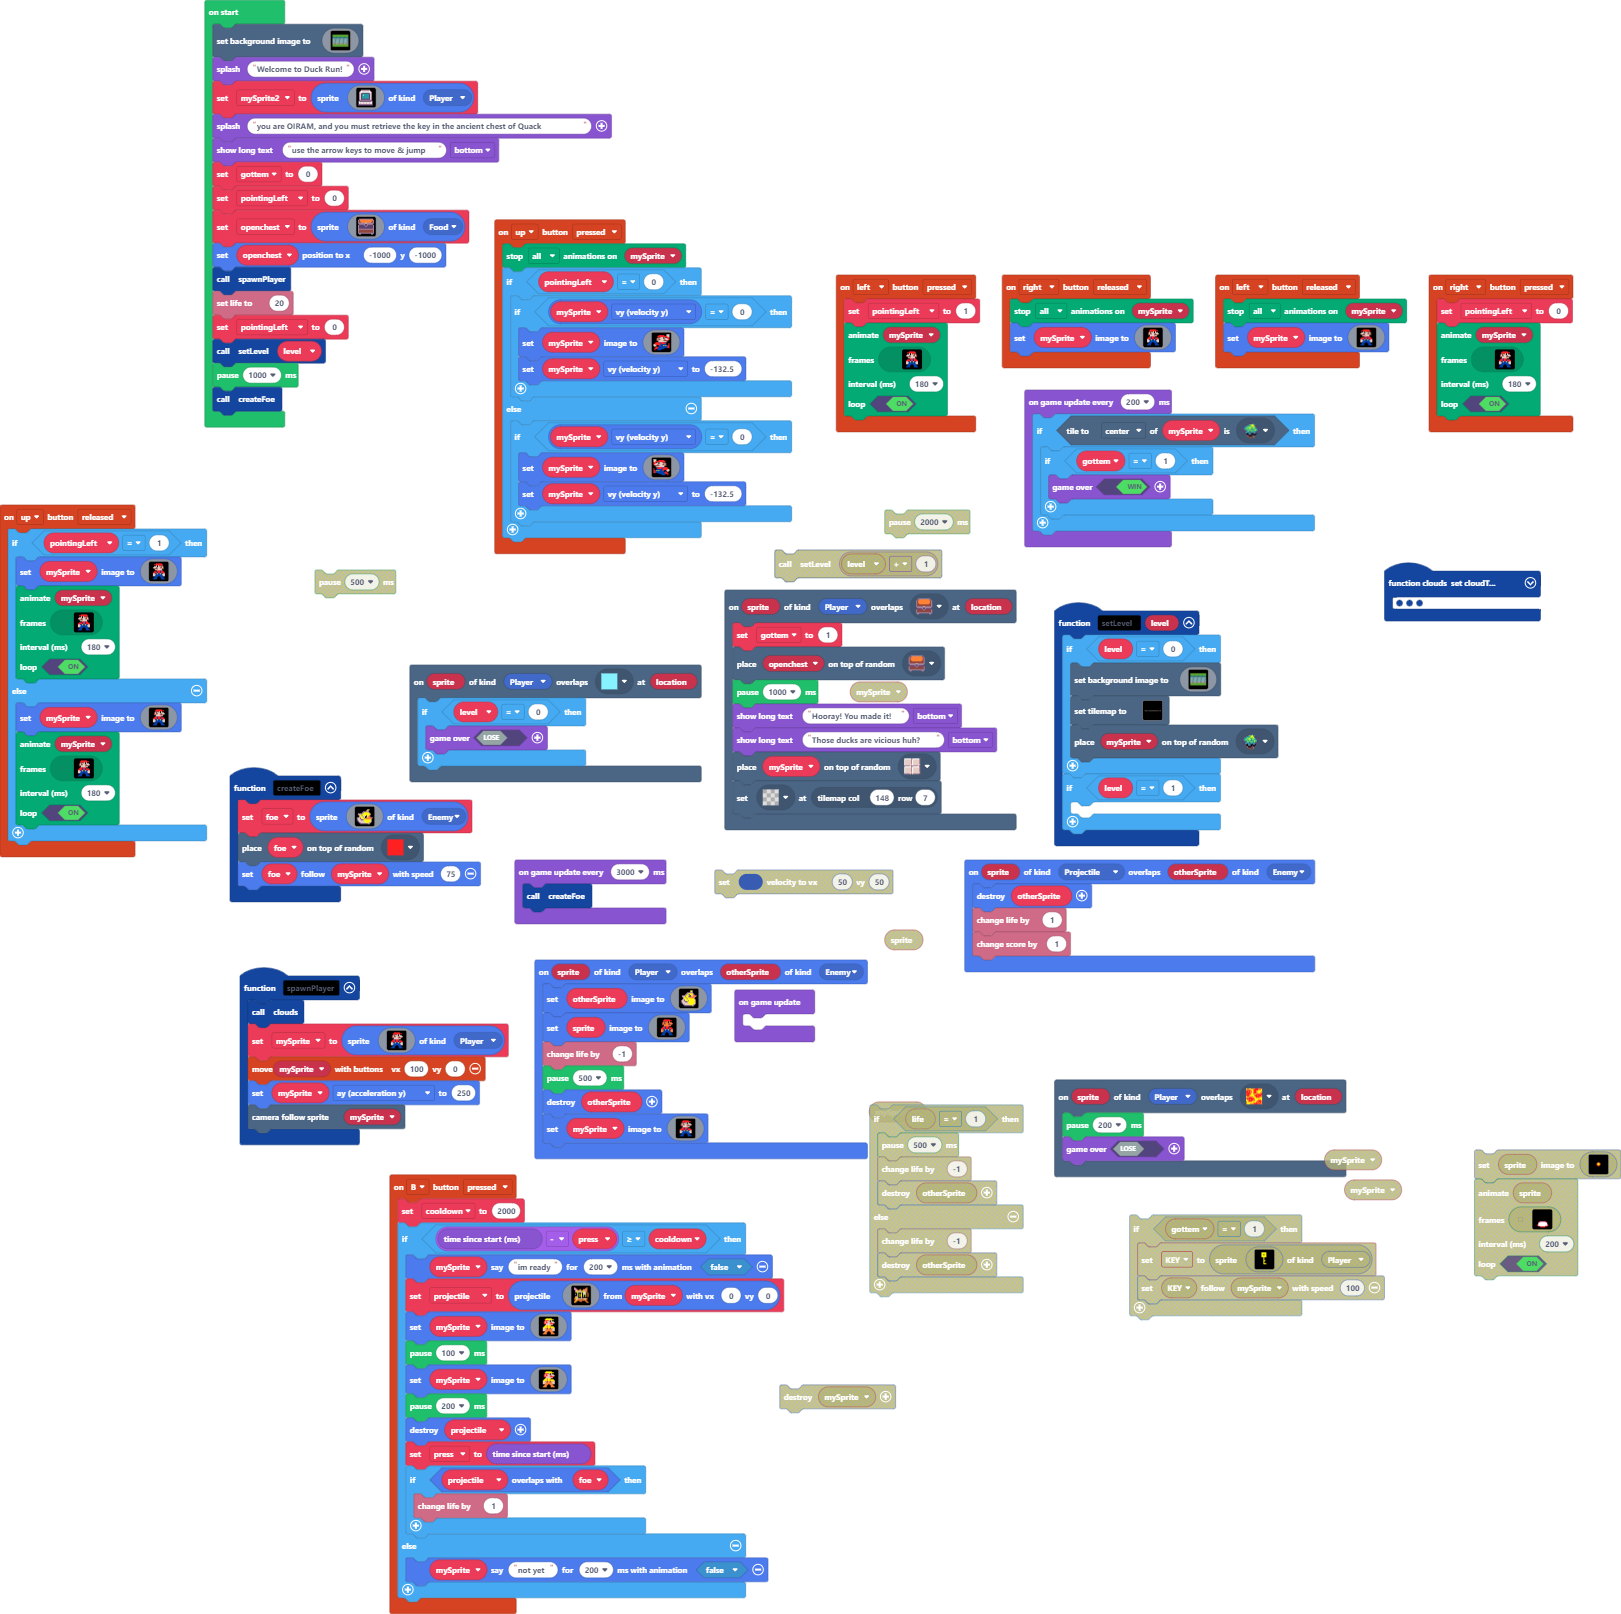 on start
set background image to
splash "Welcome to Duck Run!"
set mySprite2 to sprite of kind Player
splash "you are OIRAM, and you must retrieve the key in the ancient chest of Quack"
show long text "use the arrow keys to move & jump" bottom
set gottem to 0
set pointingLeft to 0
set openchest to sprite of kind Food
set openchest position to x -1000 y -1000
call spawnPlayer
set life to 20
set pointingLeft to 0
call setLevel level
pause 1000 ms
call createFoe
on up button pressed
stop all animations on mySprite
if pointingLeft = 0 then
if mySprite vy (velocity y) = 0 then
set mySprite image to
set mySprite vy (velocity y) to -132.5
else
if mySprite vy (velocity y) = 0 then
set mySprite image to
set mySprite vy (velocity y) to -132.5
on left button pressed
set pointingLeft to 1
animate mySprite
frames
interval (ms) 180
loop ON
on right button released
stop all animations on mySprite
set mySprite image to
on left button released
stop all animations on mySprite
set mySprite image to
on right button pressed
set pointingLeft to 0
animate mySprite
frames
interval (ms) 180
loop ON
on game update every 200 ms
if tile to center of mySprite is then
if gottem = 1 then
game over WIN
on up button released
if pointingLeft = 1 then
set mySprite image to
animate mySprite
frames
interval (ms) 180
loop ON
else
set mySprite image to
animate mySprite
frames
interval (ms) 180
loop ON
pause 500 ms
pause 2000 ms
call setLevel level + 1
on sprite of kind Player overlaps at location
set gottem to 1
place openchest on top of random
pause 1000 ms
mySprite
show long text "Hooray! You made it!" bottom
show long text "Those ducks are vicious huh?" bottom
place mySprite on top of random
set at tilemap col 148 row 7
function setLevel level
if level = 0 then
set background image to
set tilemap to
place mySprite on top of random
if level = 1 then
function clouds set cloudT...
on sprite of kind Player overlaps at location
if level = 0 then
game over LOSE
function createFoe
set foe to sprite of kind Enemy
place foe on top of random
set foe follow mySprite with speed 75
on game update every 3000 ms
call createFoe
set velocity to vx 50 vy 50
sprite
on sprite of kind Projectile overlaps otherSprite of kind Enemy
destroy otherSprite
change life by 1
change score by 1
function spawnPlayer
call clouds
set mySprite to sprite of kind Player
move mySprite with buttons vx 100 vy 0
set mySprite ay (acceleration y) to 250
camera follow sprite mySprite
on sprite of kind Player overlaps otherSprite of kind Enemy
set otherSprite image to
set sprite image to
change life by -1
pause 500 ms
destroy otherSprite
set mySprite image to
on game update
if life = 1 then
pause 500 ms
change life by -1
destroy otherSprite
else
change life by -1
destroy otherSprite
on sprite of kind Player overlaps at location
pause 200 ms
game over LOSE
mySprite
mySprite
if gottem = 1 then
set KEY to sprite of kind Player
set KEY follow mySprite with speed 100
set sprite image to
animate sprite
frames
interval (ms) 200
loop ON
on B button pressed
set cooldown to 2000
if time since start (ms) - press ≥ cooldown then
mySprite say "im ready" for 200 ms with animation false
set projectile to projectile from mySprite with vx 0 vy 0
set mySprite image to
pause 100 ms
set mySprite image to
pause 200 ms
destroy projectile
set press to time since start (ms)
if projectile overlaps with foe then
change life by 1
else
mySprite say "not yet" for 200 ms with animation false
destroy mySprite